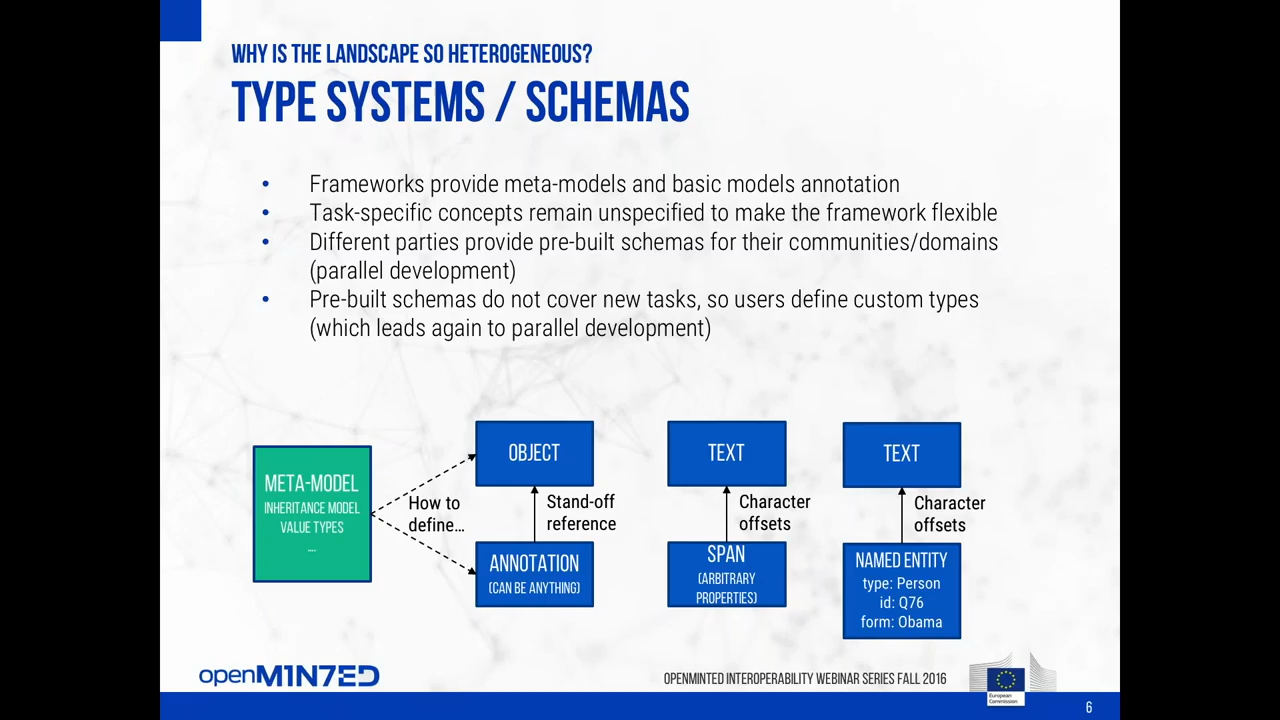 WHY IS THE LANDSCAPE SO HETEROGENEOUS?
TYPE SYSTEMS / SCHEMAS
• Frameworks provide meta-models and basic models annotation
• Task-specific concepts remain unspecified to make the framework flexible
• Different parties provide pre-built schemas for their communities/domains
(parallel development)
• Pre-built schemas do not cover new tasks, so users define custom types
(which leads again to parallel development)
META-MODEL
INHERITANCE MODEL
VALUE TYPES
....
How to
define…
OBJECT
Stand-off
reference
ANNOTATION
(CAN BE ANYTHING)
TEXT
Character
offsets
SPAN
(ARBITRARY
PROPERTIES)
TEXT
Character
offsets
NAMED ENTITY
type: Person
id: Q76
form: Obama
openM1N7ED
OPENMINTED INTEROPERABILITY WEBINAR SERIES FALL 2016
European
Commission
6